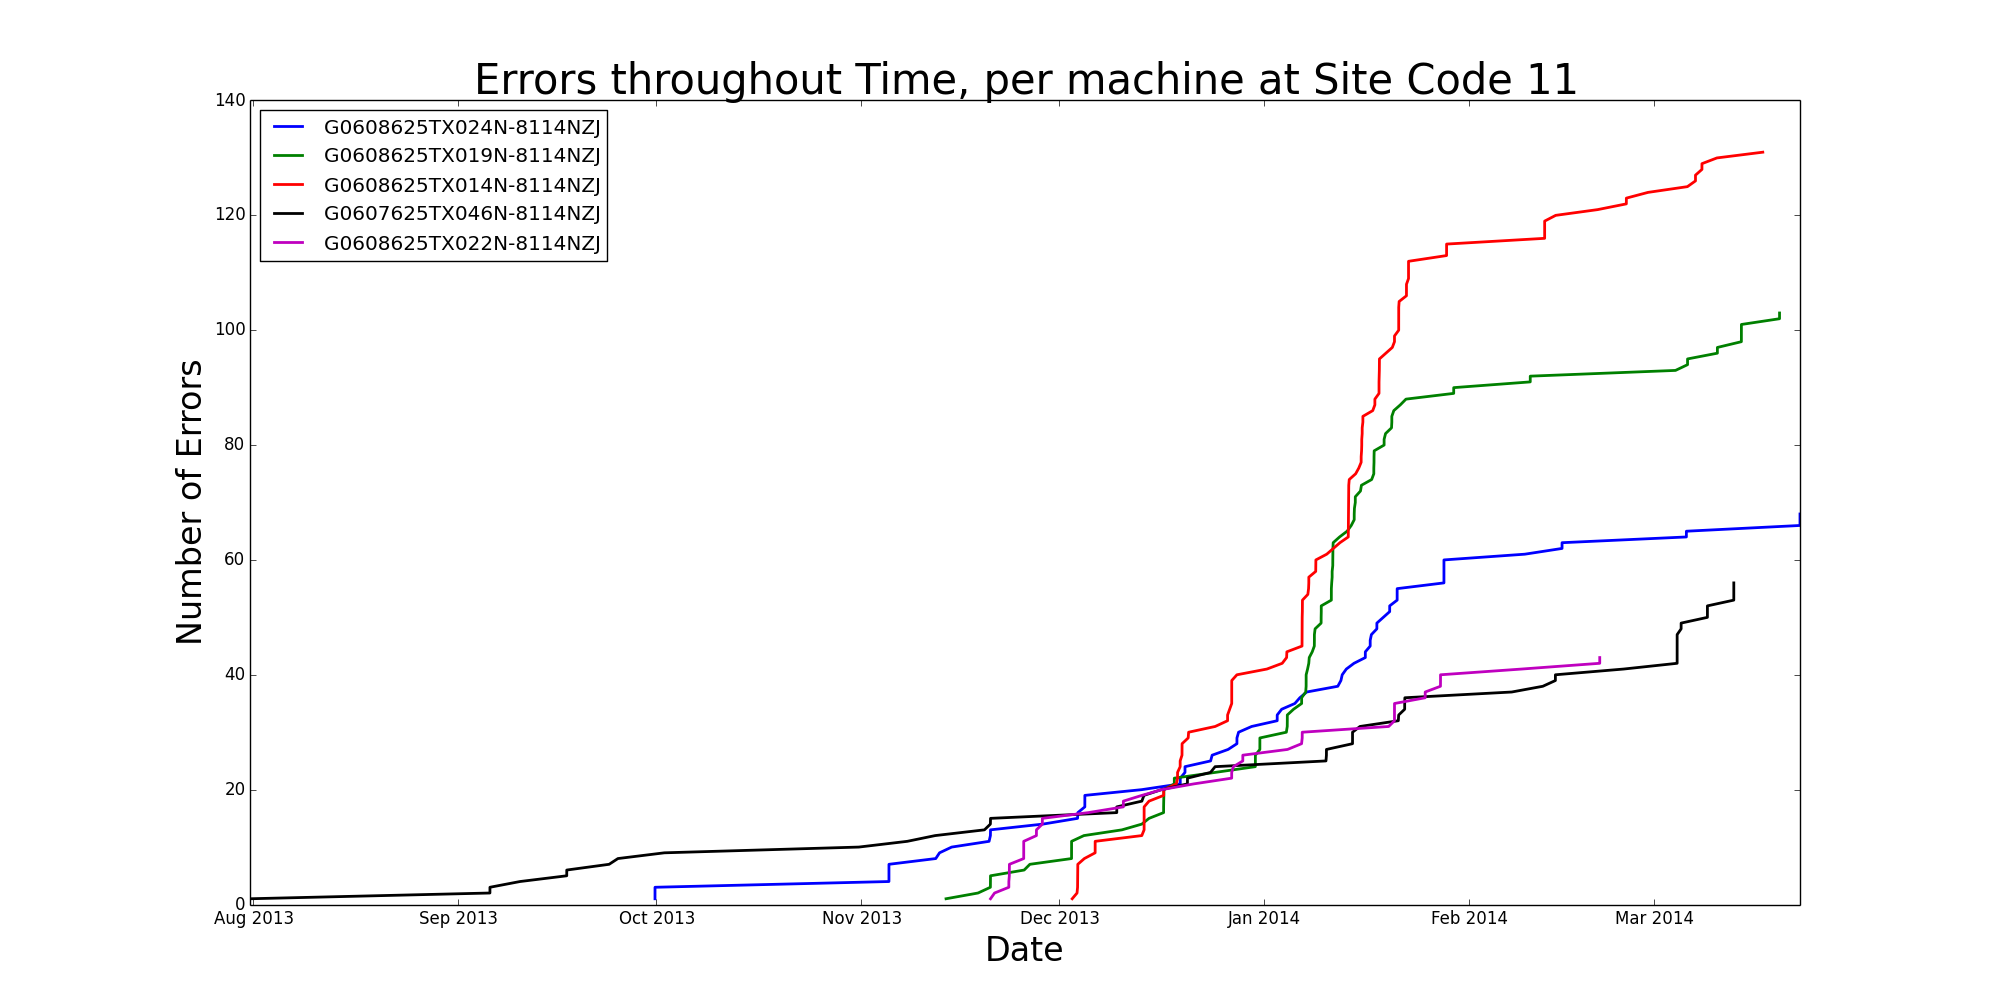 Errors throughout Time, per machine at Site Code 11
140
120
100
80
60
40
20
0
Number of Errors
G0608625TX024N-8114NZJ
G0608625TX019N-8114NZJ
G0608625TX014N-8114NZJ
G0607625TX046N-8114NZJ
G0608625TX022N-8114NZJ
Aug 2013 Sep 2013 Oct 2013 Nov 2013 Dec 2013 Jan 2014 Feb 2014 Mar 2014
Date